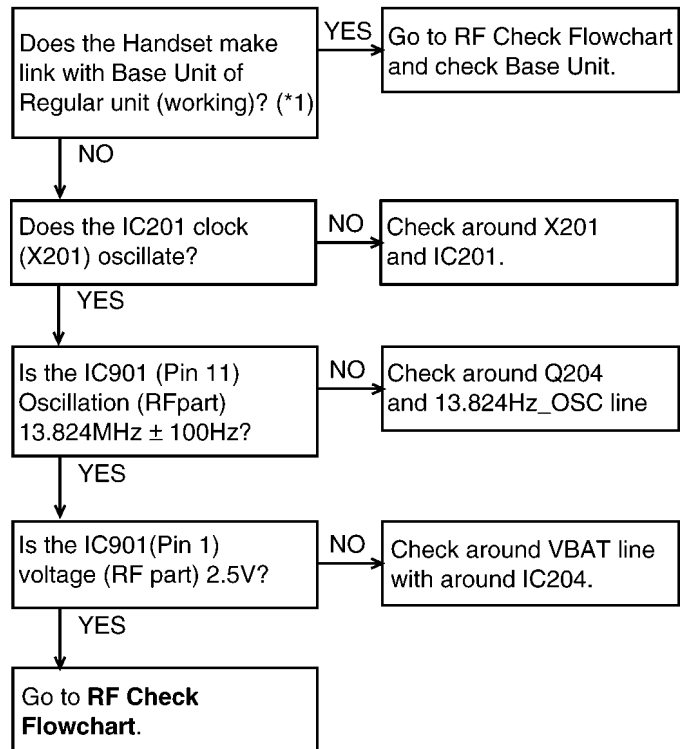 Does the Handset make
link with Base Unit of
Regular unit (working)? (*1)
YES
Go to RF Check Flowchart
and check Base Unit.
NO
Does the IC201 clock
(X201) oscillate?
NO
Check around X201
and IC201.
YES
Is the IC901 (Pin 11)
Oscillation (RFpart)
13.824MHz ± 100Hz?
NO
Check around Q204
and 13.824Hz_OSC line
YES
Is the IC901(Pin 1)
voltage (RF part) 2.5V?
NO
Check around VBAT line
with around IC204.
YES
Go to RF Check
Flowchart.